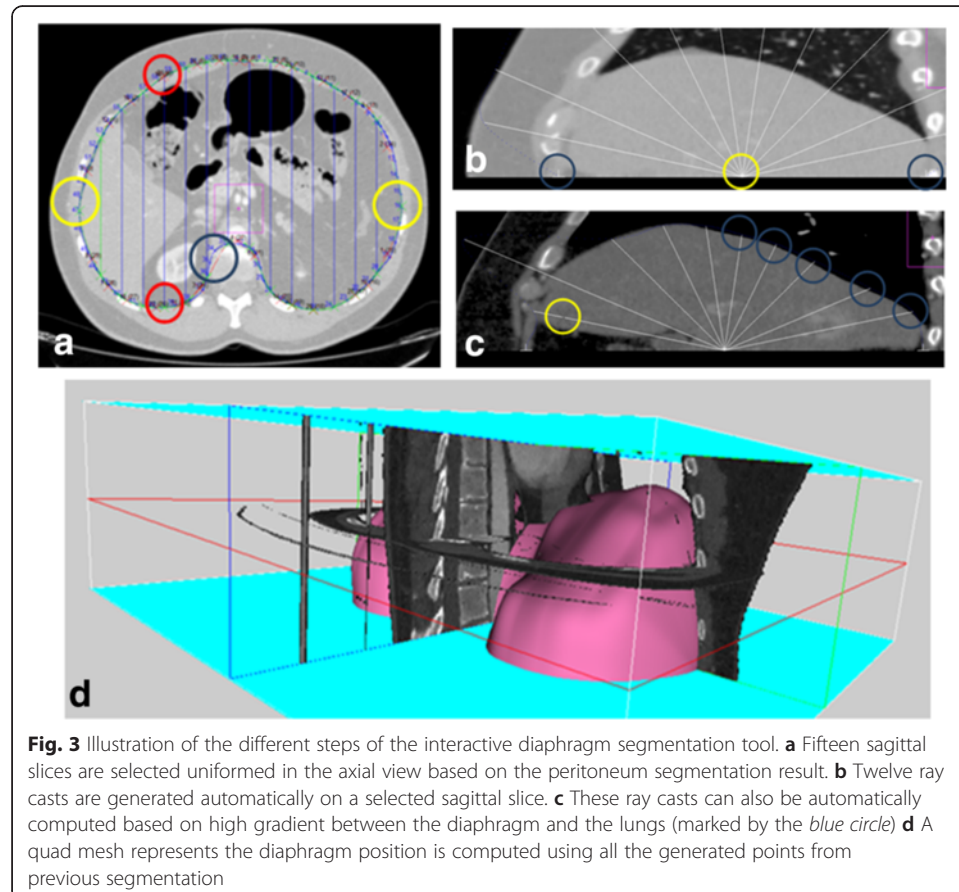 a
b
c
d
Fig. 3 Illustration of the different steps of the interactive diaphragm segmentation tool. a Fifteen sagittal
slices are selected uniformed in the axial view based on the peritoneum segmentation result. b Twelve ray
casts are generated automatically on a selected sagittal slice. c These ray casts can also be automatically
computed based on high gradient between the diaphragm and the lungs (marked by the blue circle) d A
quad mesh represents the diaphragm position is computed using all the generated points from
previous segmentation